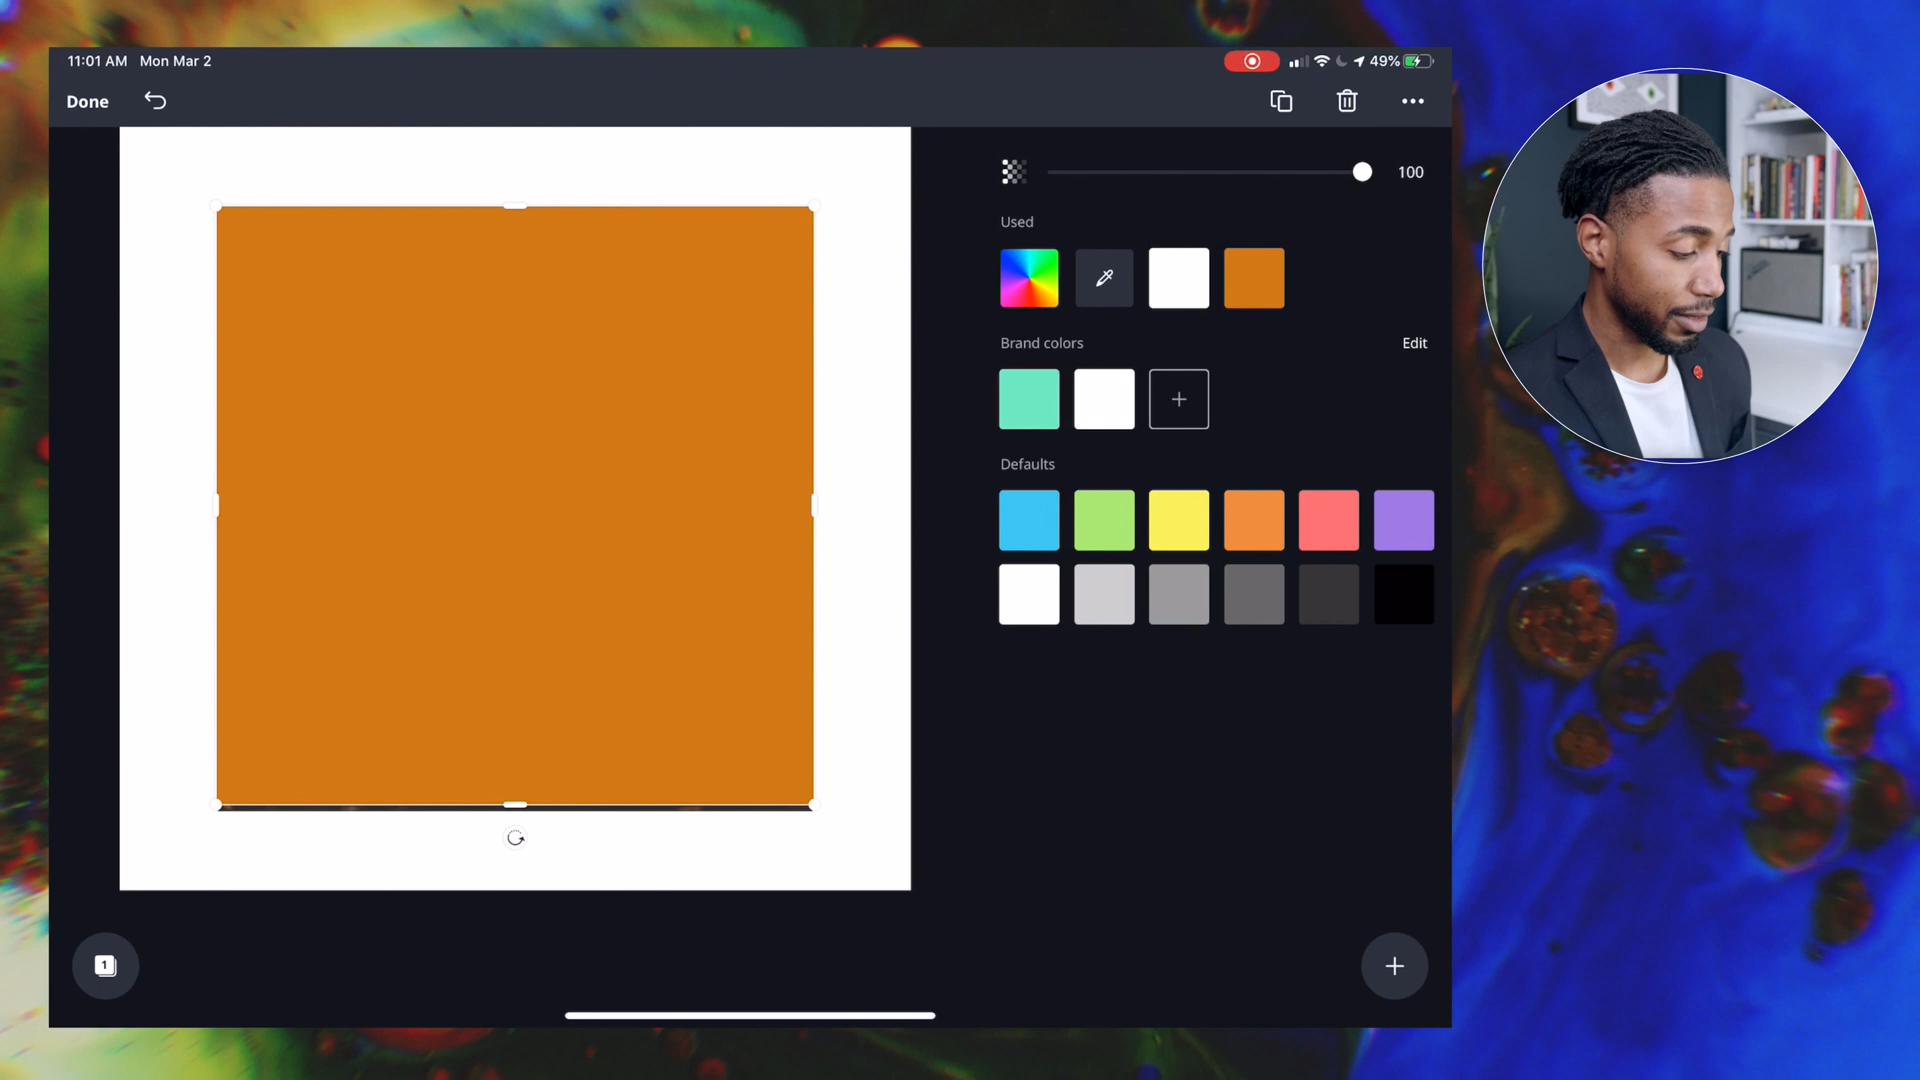 11:01 AM Mon Mar 2
49%
Done
100
Used
Brand colors
Edit
Defaults
1